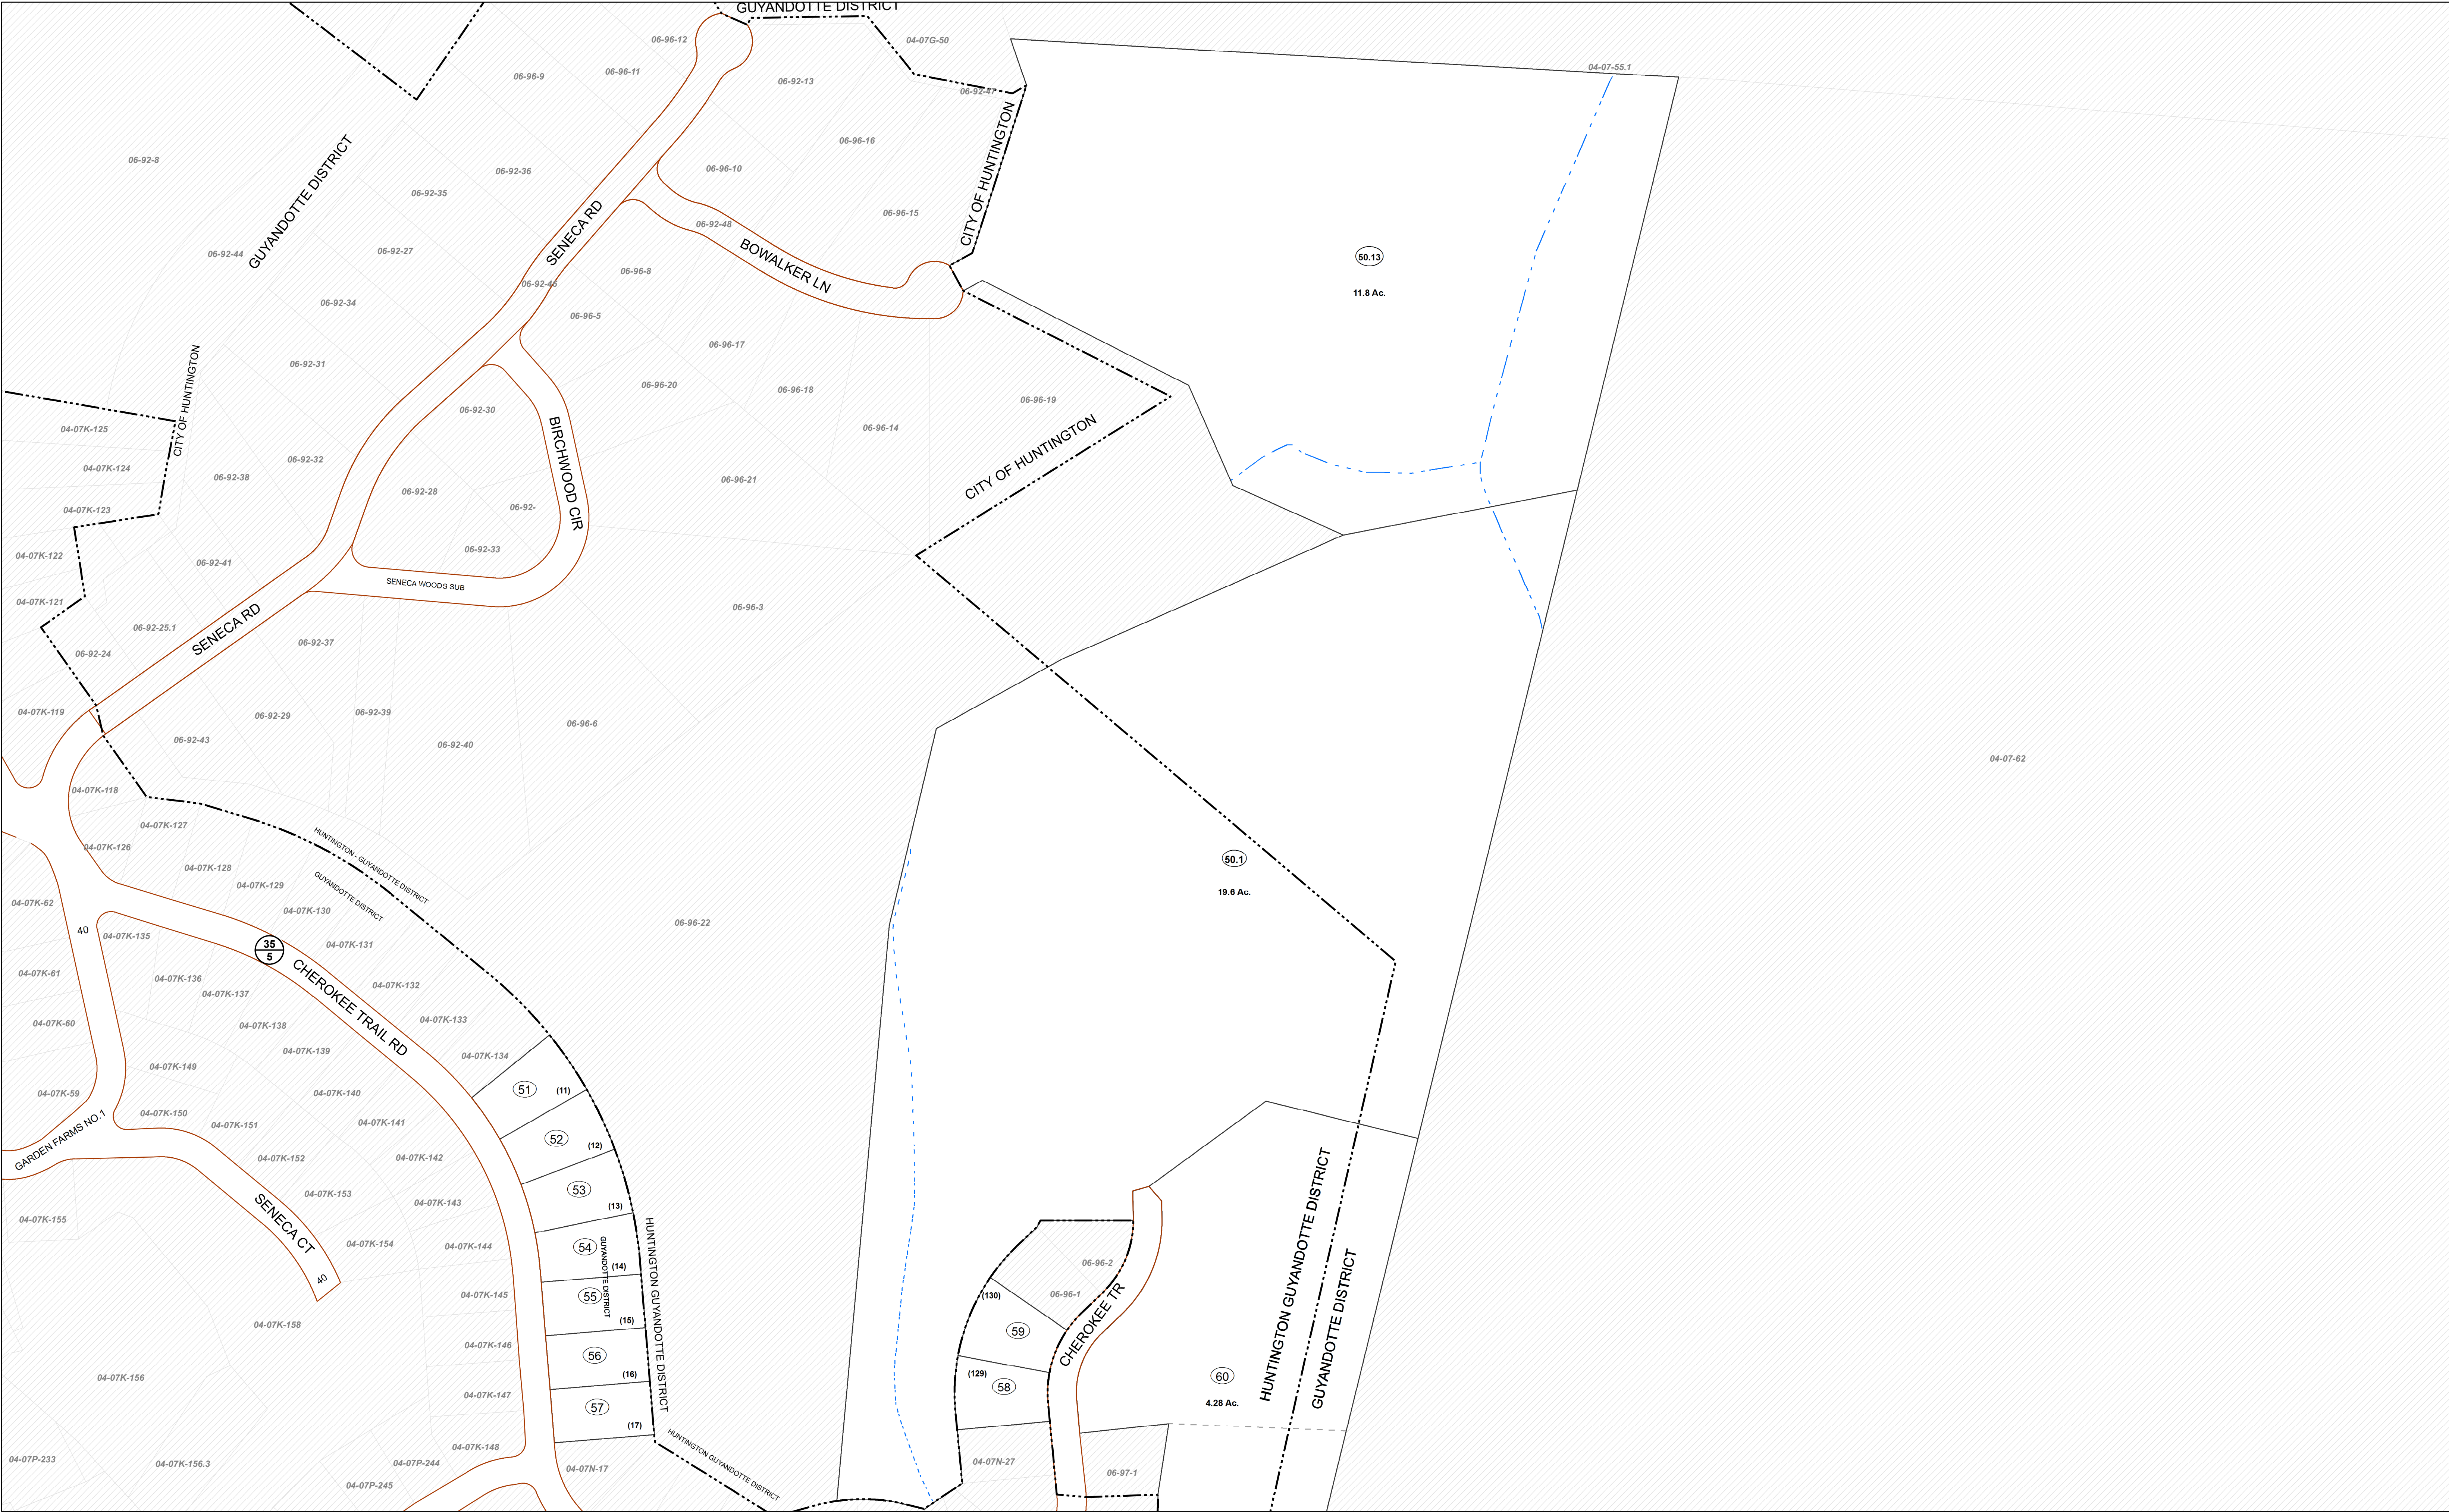 GUYANDOTTE DISTRICT
06-96-12
04-07G-50
06-96-9
06-96-11
06-92-13
06-92-47
04-07-55.1
CITY OF HUNTINGTON
06-92-8
06-92-36
06-92-35
06-96-10
06-96-16
GUYANDOTTE DISTRICT
06-92-44
06-92-27
SENECA RD
06-92-48
06-96-15
BOWALKER LN
50.13
11.8 Ac.
06-92-34
06-92-46
06-96-8
06-96-5
CITY OF HUNTINGTON
06-92-31
06-96-17
06-96-20
06-96-18
06-96-19
04-07K-125
06-92-30
06-96-14
CITY OF HUNTINGTON
04-07K-124
06-92-32
06-92-38
06-92-28
06-92-
BIRCHWOOD CIR
06-96-21
04-07K-123
04-07K-122
06-92-41
06-92-33
SENECA WOODS SUB
04-07K-121
06-92-25.1
SENECA RD
06-92-37
06-96-3
06-92-24
04-07K-119
06-92-29
06-92-39
06-92-43
06-92-40
06-96-6
04-07-62
04-07K-118
04-07K-127
04-07K-126
HUNTINGTON - GUYANDOTTE DISTRICT
GUYANDOTTE DISTRICT
50.1
19.6 Ac.
04-07K-128
04-07K-129
04-07K-62
04-07K-130
06-96-22
40
04-07K-135
35
5
04-07K-131
CHEROKEE TRAIL RD
04-07K-61
04-07K-136
04-07K-137
04-07K-132
04-07K-60
04-07K-138
04-07K-133
04-07K-139
04-07K-134
04-07K-149
04-07K-59
04-07K-140
51
(11)
GARDEN FARMS NO.1
04-07K-150
04-07K-151
04-07K-141
52
(12)
04-07K-152
04-07K-142
04-07K-153
04-07K-143
53
(13)
04-07K-155
SENECA CT
40
04-07K-154
04-07K-144
54
(14)
GUYANDOTTE DISTRICT
HUNTINGTON GUYANDOTTE DISTRICT
04-07K-145
55
(15)
04-07K-158
04-07K-146
56
(16)
04-07K-156
04-07K-147
57
(17)
06-96-2
06-96-1
(130)
59
CHEROKEE TR
(129)
58
60
4.28 Ac.
HUNTINGTON GUYANDOTTE DISTRICT
GUYANDOTTE DISTRICT
04-07K-148
HUNTINGTON GUYANDOTTE DISTRICT
04-07P-233
04-07K-156.3
04-07P-244
04-07N-17
04-07P-245
04-07N-27
06-97-1